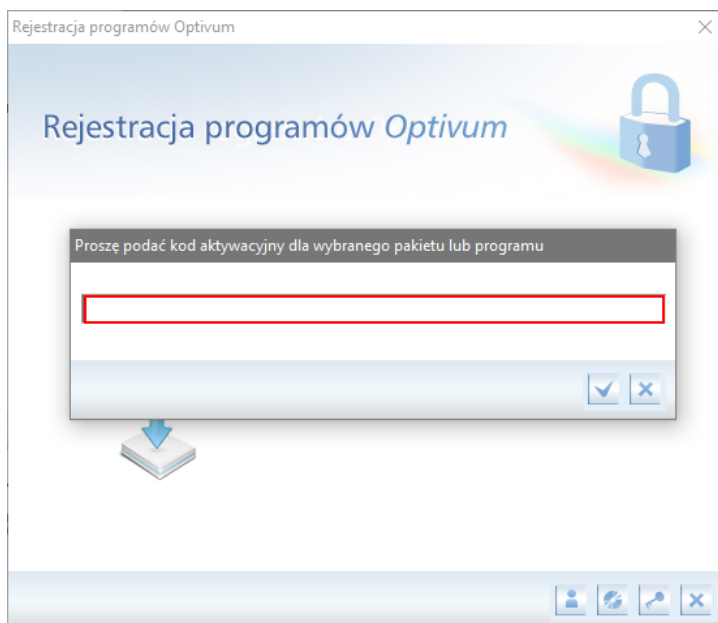 Rejestracja programów Optivum
Rejestracja programów Optivum
Proszę podać kod aktywacyjny dla wybranego pakietu lub programu